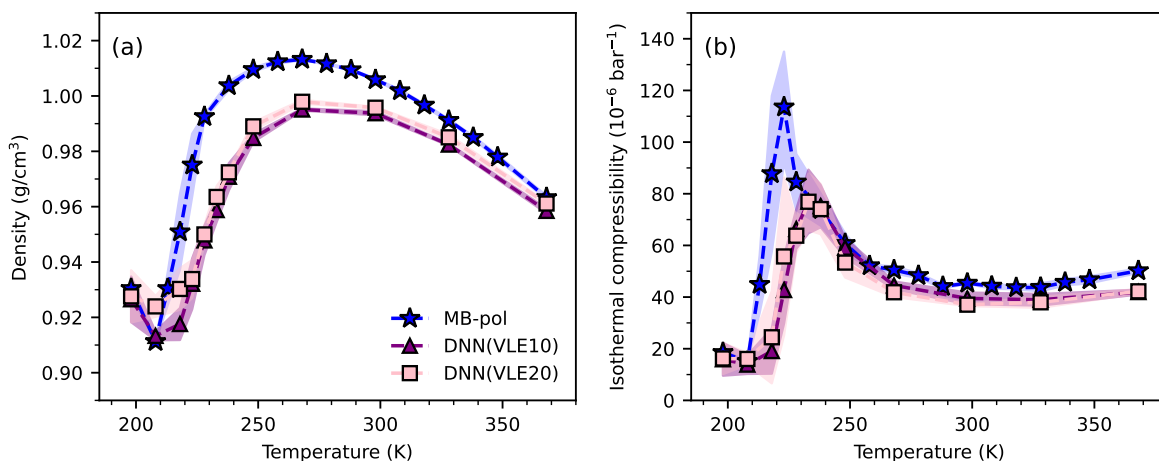 (a)
Density (g/cm³)
1.02
1.00
0.98
0.96
0.94
0.92
0.90
MB-pol
DNN(VLE10)
DNN(VLE20)
200 250 300 350
Temperature (K)
(b)
Isothermal compressibility (10⁻⁶ bar⁻¹)
140
120
100
80
60
40
20
0
200 250 300 350
Temperature (K)